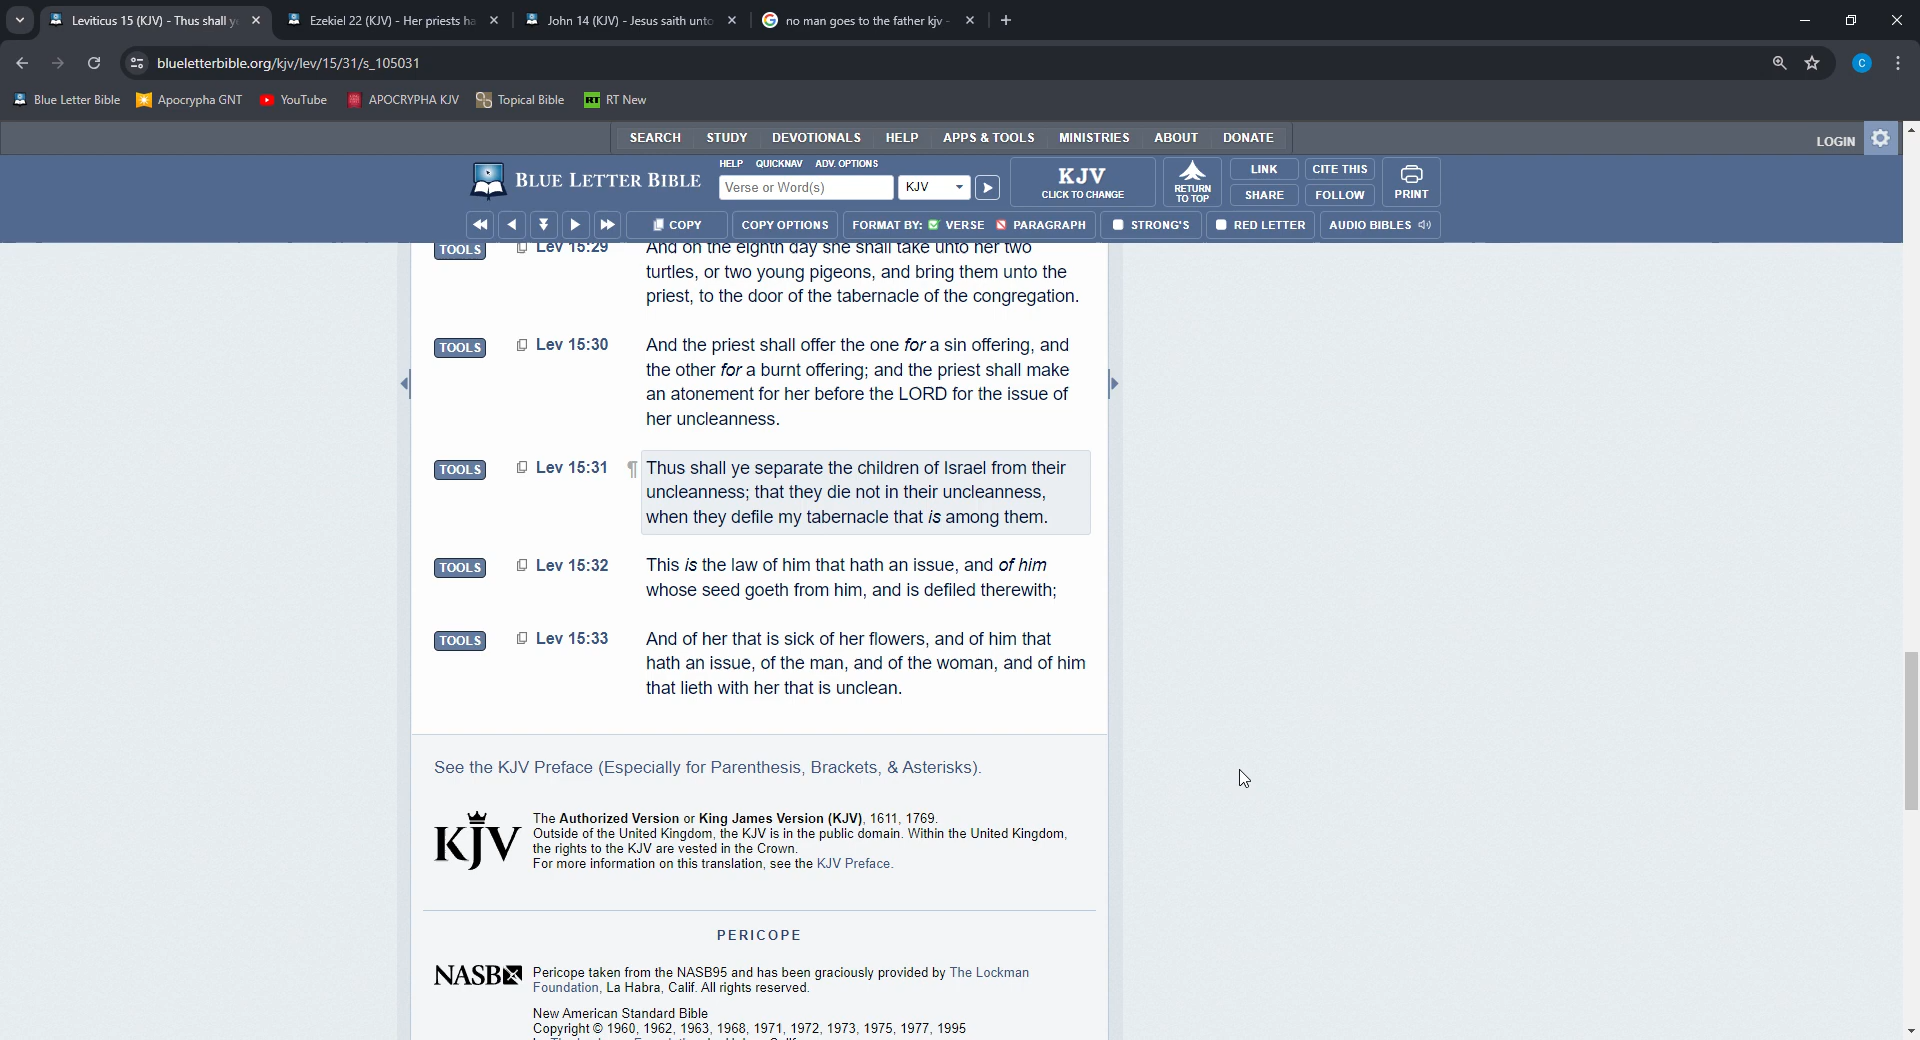 Leviticus 15 (KJV) - Thus shall y
Ezekiel 22 (KJV) - Her priests ha
John 14 (KJV) - Jesus saith unto
no man goes to the father kjv -
blueletterbible.org/kjv/lev/15/31/s_105031
C
Blue Letter Bible
Apocrypha GNT
YouTube
APOCRYPHA KJV
Topical Bible
RT New
SEARCH STUDY DEVOTIONALS HELP APPS & TOOLS MINISTRIES ABOUT DONATE
LOGIN
HELP QUICKNAV ADV. OPTIONS
BLUE LETTER BIBLE
Verse or Word(s)
KJV
KJV
CLICK TO CHANGE
RETURN
TO TOP
LINK
CITE THIS
SHARE
FOLLOW
PRINT
COPY
COPY OPTIONS
FORMAT BY: VERSE PARAGRAPH
STRONG'S
RED LETTER
AUDIO BIBLES
TOOLS Lev 15:29 And on the eighth day she shall take unto her two
turtles, or two young pigeons, and bring them unto the
priest, to the door of the tabernacle of the congregation.
TOOLS Lev 15:30 And the priest shall offer the one for a sin offering, and
the other for a burnt offering; and the priest shall make
an atonement for her before the LORD for the issue of
her uncleanness.
TOOLS Lev 15:31 ¶ Thus shall ye separate the children of Israel from their
uncleanness; that they die not in their uncleanness,
when they defile my tabernacle that is among them.
TOOLS Lev 15:32 This is the law of him that hath an issue, and of him
whose seed goeth from him, and is defiled therewith;
TOOLS Lev 15:33 And of her that is sick of her flowers, and of him that
hath an issue, of the man, and of the woman, and of him
that lieth with her that is unclean.
See the KJV Preface (Especially for Parenthesis, Brackets, & Asterisks).
KJV
The Authorized Version or King James Version (KJV), 1611, 1769.
Outside of the United Kingdom, the KJV is in the public domain. Within the United Kingdom,
the rights to the KJV are vested in the Crown.
For more information on this translation, see the KJV Preface.
PERICOPE
NASB
Pericope taken from the NASB95 and has been graciously provided by The Lockman
Foundation, La Habra, Calif. All rights reserved.
New American Standard Bible
Copyright © 1960, 1962, 1963, 1968, 1971, 1972, 1973, 1975, 1977, 1995